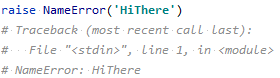 raise NameError('HiThere')
# Traceback (most recent call last):
#   File "<stdin>", line 1, in <module>
# NameError: HiThere